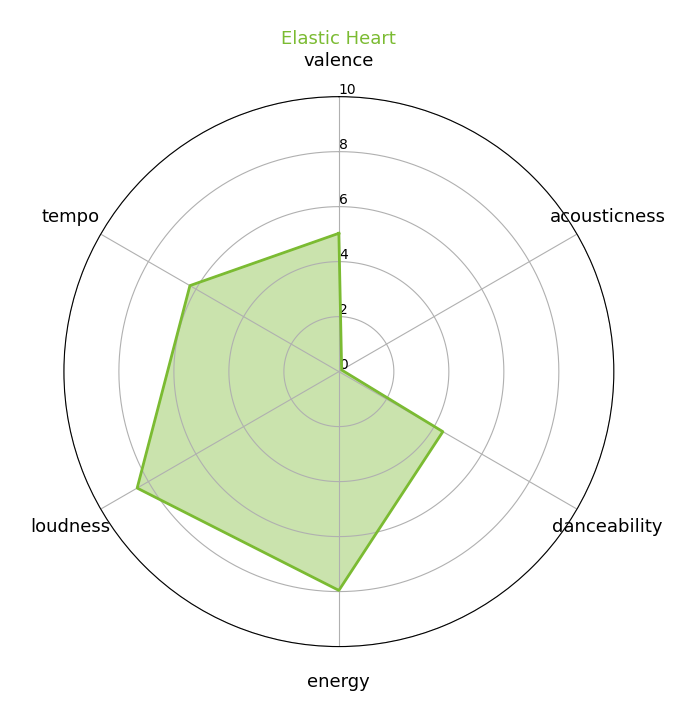 Elastic Heart
valence
10
8
6
4
2
0
tempo
acousticness
loudness
danceability
energy